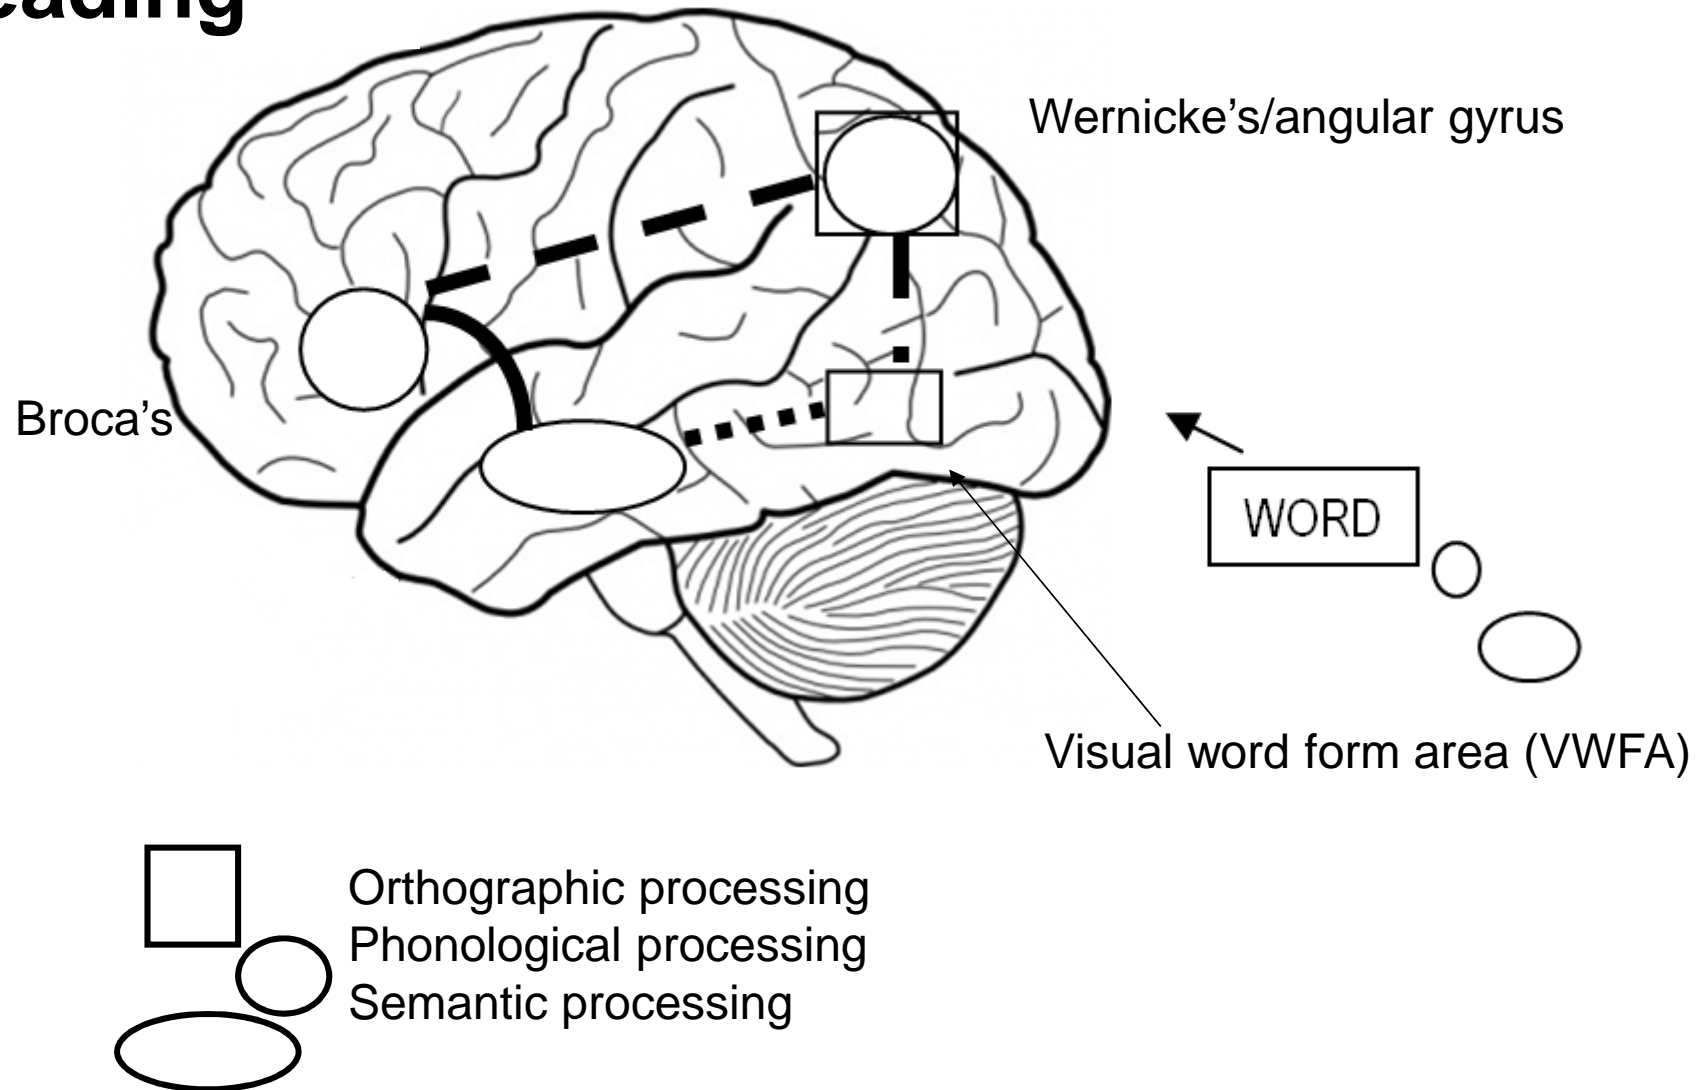 eading
Wernicke’s/angular gyrus
Broca’s
WORD
Visual word form area (VWFA)
Orthographic processing
Phonological processing
Semantic processing